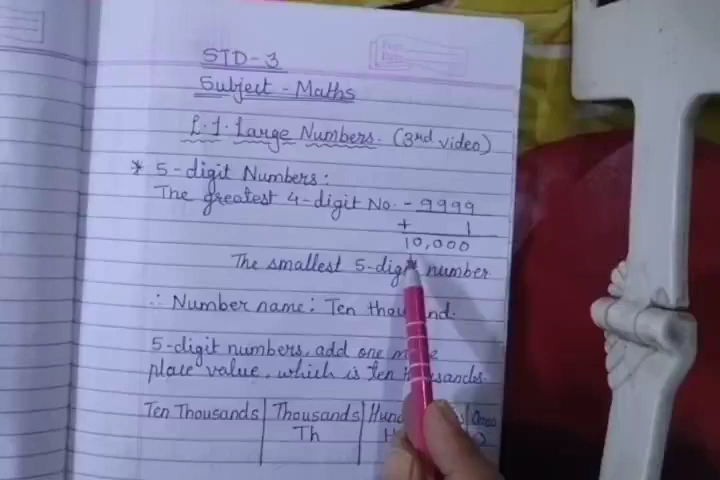 STD-3
Subject - Maths
L.1. Large Numbers. (3rd video)
* 5-digit Numbers:
The greatest 4-digit No. - 9999
+ 1
10,000
The smallest 5-digit number
∴ Number name: Ten thousand.
5-digit numbers, add one
place value, which is ten thousands.
Ten Thousands | Thousands | Ones
Th O